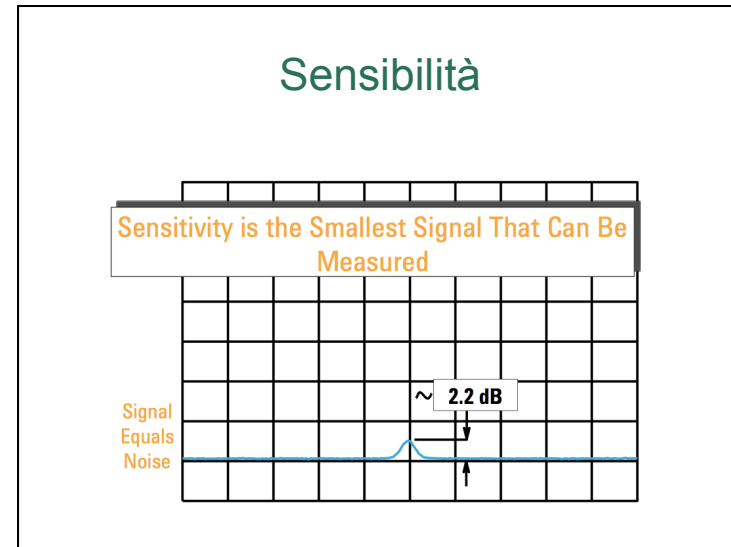 Sensibilità
Sensitivity is the Smallest Signal That Can Be
Measured
~ 2.2 dB
Signal
Equals
Noise